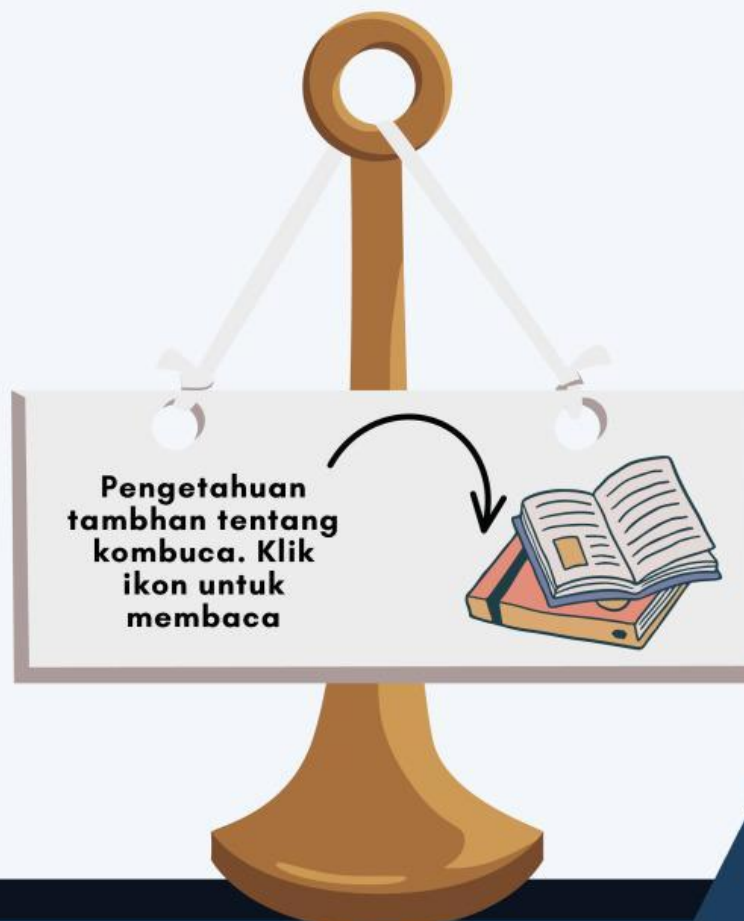 Pengetahuan
tambhan tentang
kombuca. Klik
ikon untuk
membaca